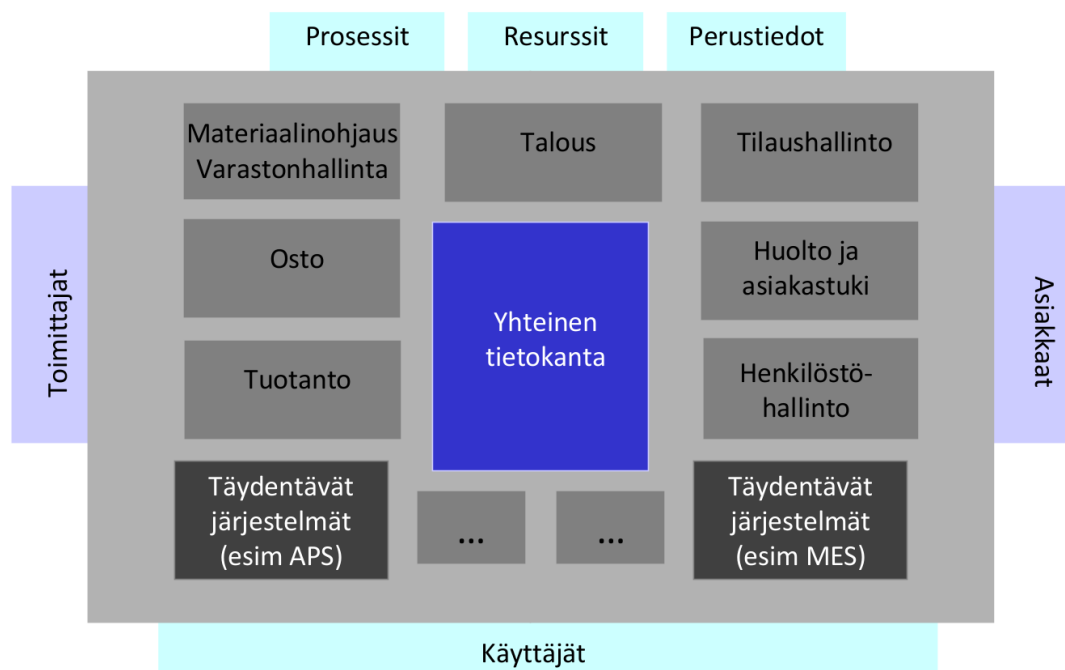 Prosessit
Resurssit
Perustiedot
Materiaalinohjaus
Varastonhallinta
Talous
Tilaushallinto
Toimittajat
Osto
Yhteinen
tietokanta
Huolto ja
asiakastuki
Asiakkaat
Tuotanto
Henkilöstö-
hallinto
Täydentävät
järjestelmät
(esim APS)
...
...
Täydentävät
järjestelmät
(esim MES)
Käyttäjät